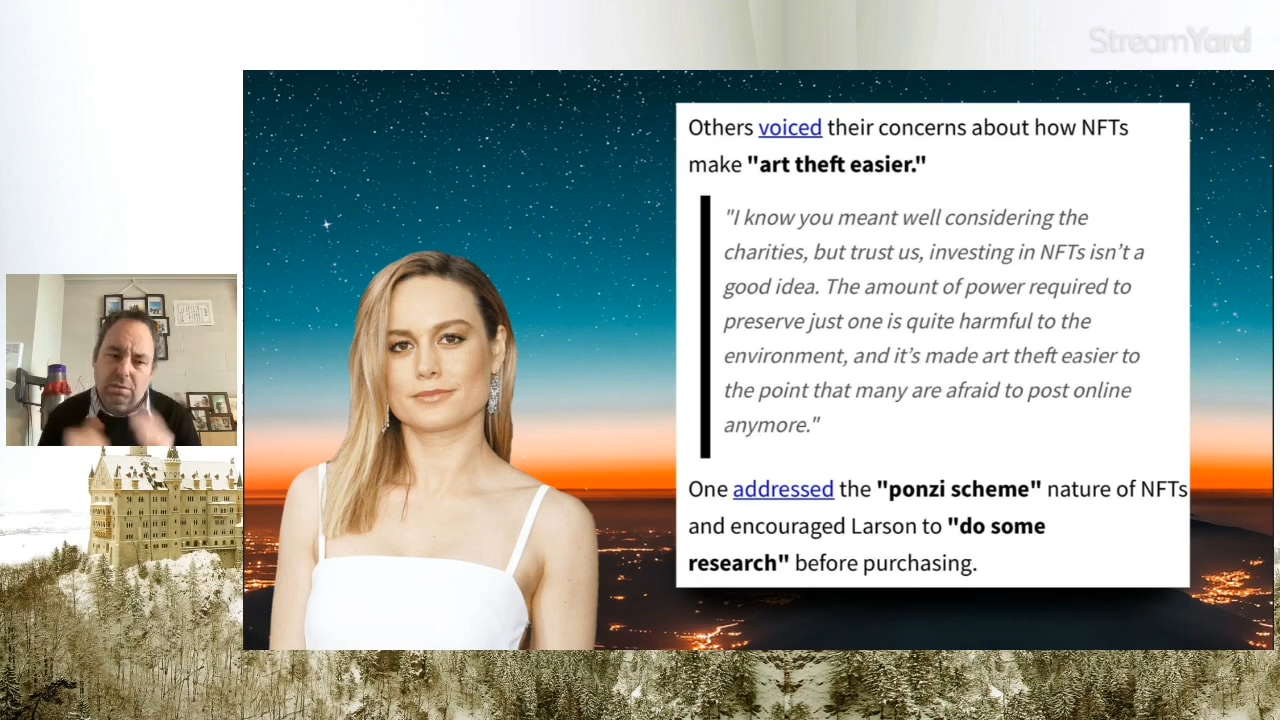 StreamYard
Others voiced their concerns about how NFTs
make "art theft easier."
"I know you meant well considering the
charities, but trust us, investing in NFTs isn’t a
good idea. The amount of power required to
preserve just one is quite harmful to the
environment, and it’s made art theft easier to
the point that many are afraid to post online
anymore."
One addressed the "ponzi scheme" nature of NFTs
and encouraged Larson to "do some
research" before purchasing.